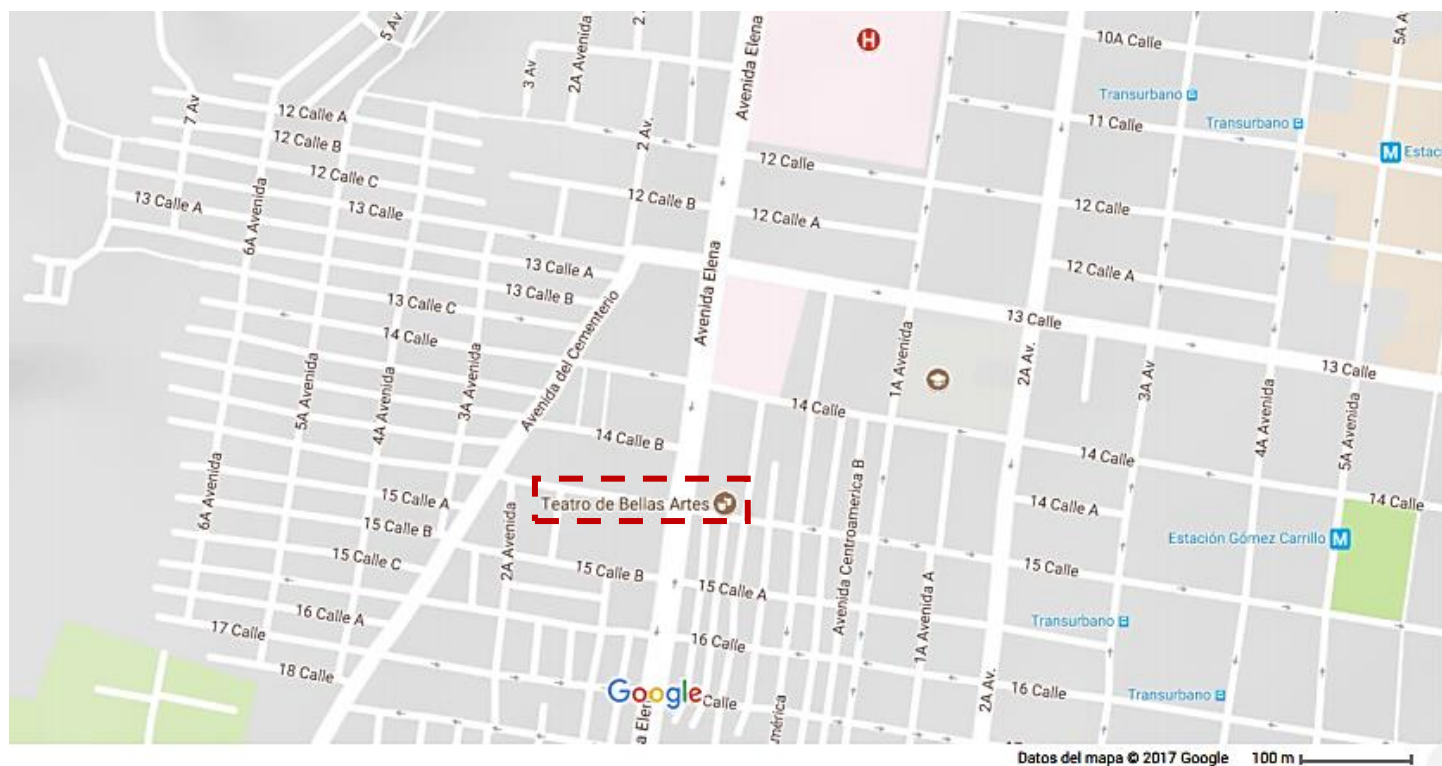 5 Av
2A Avenida
2
Avenida Elena
10A Calle
5A A
3 Av
7 Av
12 Calle A
12 Calle B
12 Calle C
2 Av.
Transurbano
Transurbano
11 Calle
Estac
12 Calle
13 Calle A
13 Calle
6A Avenida
12 Calle B
12 Calle A
12 Calle
12 Calle A
13 Calle A
13 Calle B
13 Calle C
14 Calle
Avenida Elena
Avenida del Cementerio
13 Calle
13 Calle
1A Avenida
2A Av.
3A Av
4A Avenida
5A Avenida
5A Avenida
4A Avenida
3A Avenida
14 Calle
14 Calle B
14 Calle
14 Calle
6A Avenida
15 Calle A
15 Calle B
15 Calle C
2A Avenida
Teatro de Bellas Artes
Avenida Centroamerica B
14 Calle A
Estación Gómez Carrillo
15 Calle B
15 Calle A
15 Calle
1A Avenida A
16 Calle A
17 Calle
18 Calle
16 Calle
Transurbano
16 Calle
Transurbano
2A Av.
Google
Calle
a Elen
mérica
Datos del mapa © 2017 Google 100 m
H
M
M